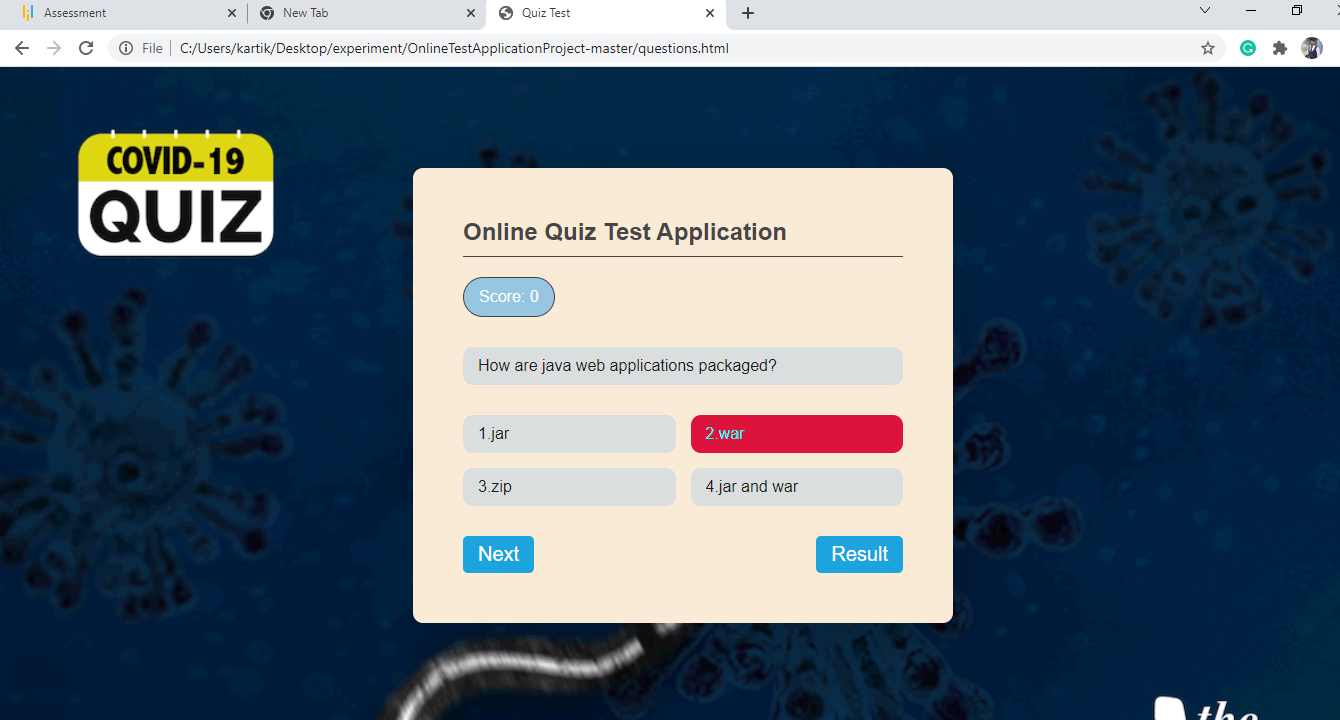 Assessment
New Tab
Quiz Test
File
C:/Users/kartik/Desktop/experiment/OnlineTestApplicationProject-master/questions.html
COVID-19
QUIZ
Online Quiz Test Application
Score: 0
How are java web applications packaged?
1.jar
2.war
3.zip
4.jar and war
Next
Result
the